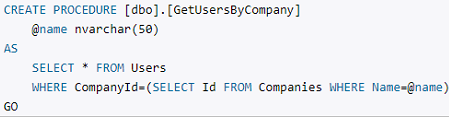 CREATE PROCEDURE [dbo].[GetUsersByCompany]
    @name nvarchar(50)
AS
    SELECT * FROM Users
    WHERE CompanyId=(SELECT Id FROM Companies WHERE Name=@name)
GO